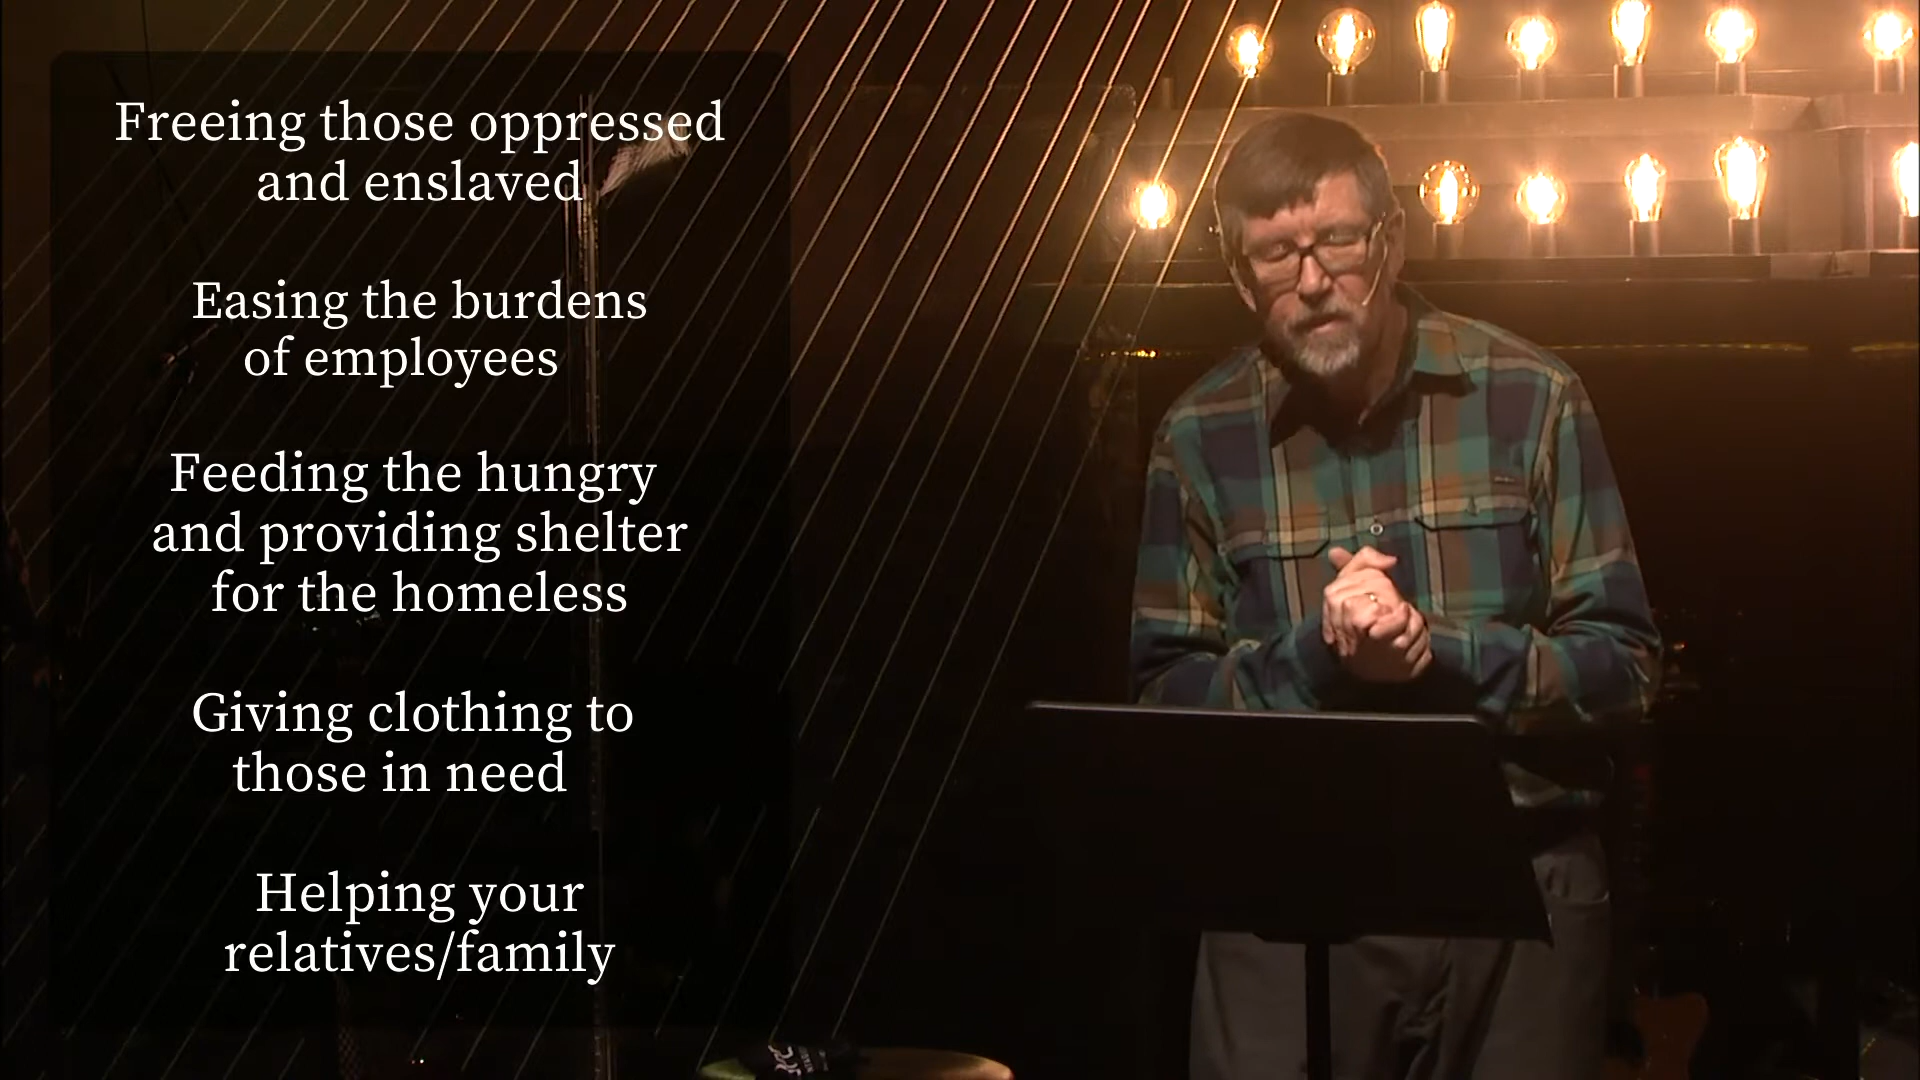 Freeing those oppressed
and enslaved
Easing the burdens
of employees
Feeding the hungry
and providing shelter
for the homeless
Giving clothing to
those in need
Helping your
relatives/family